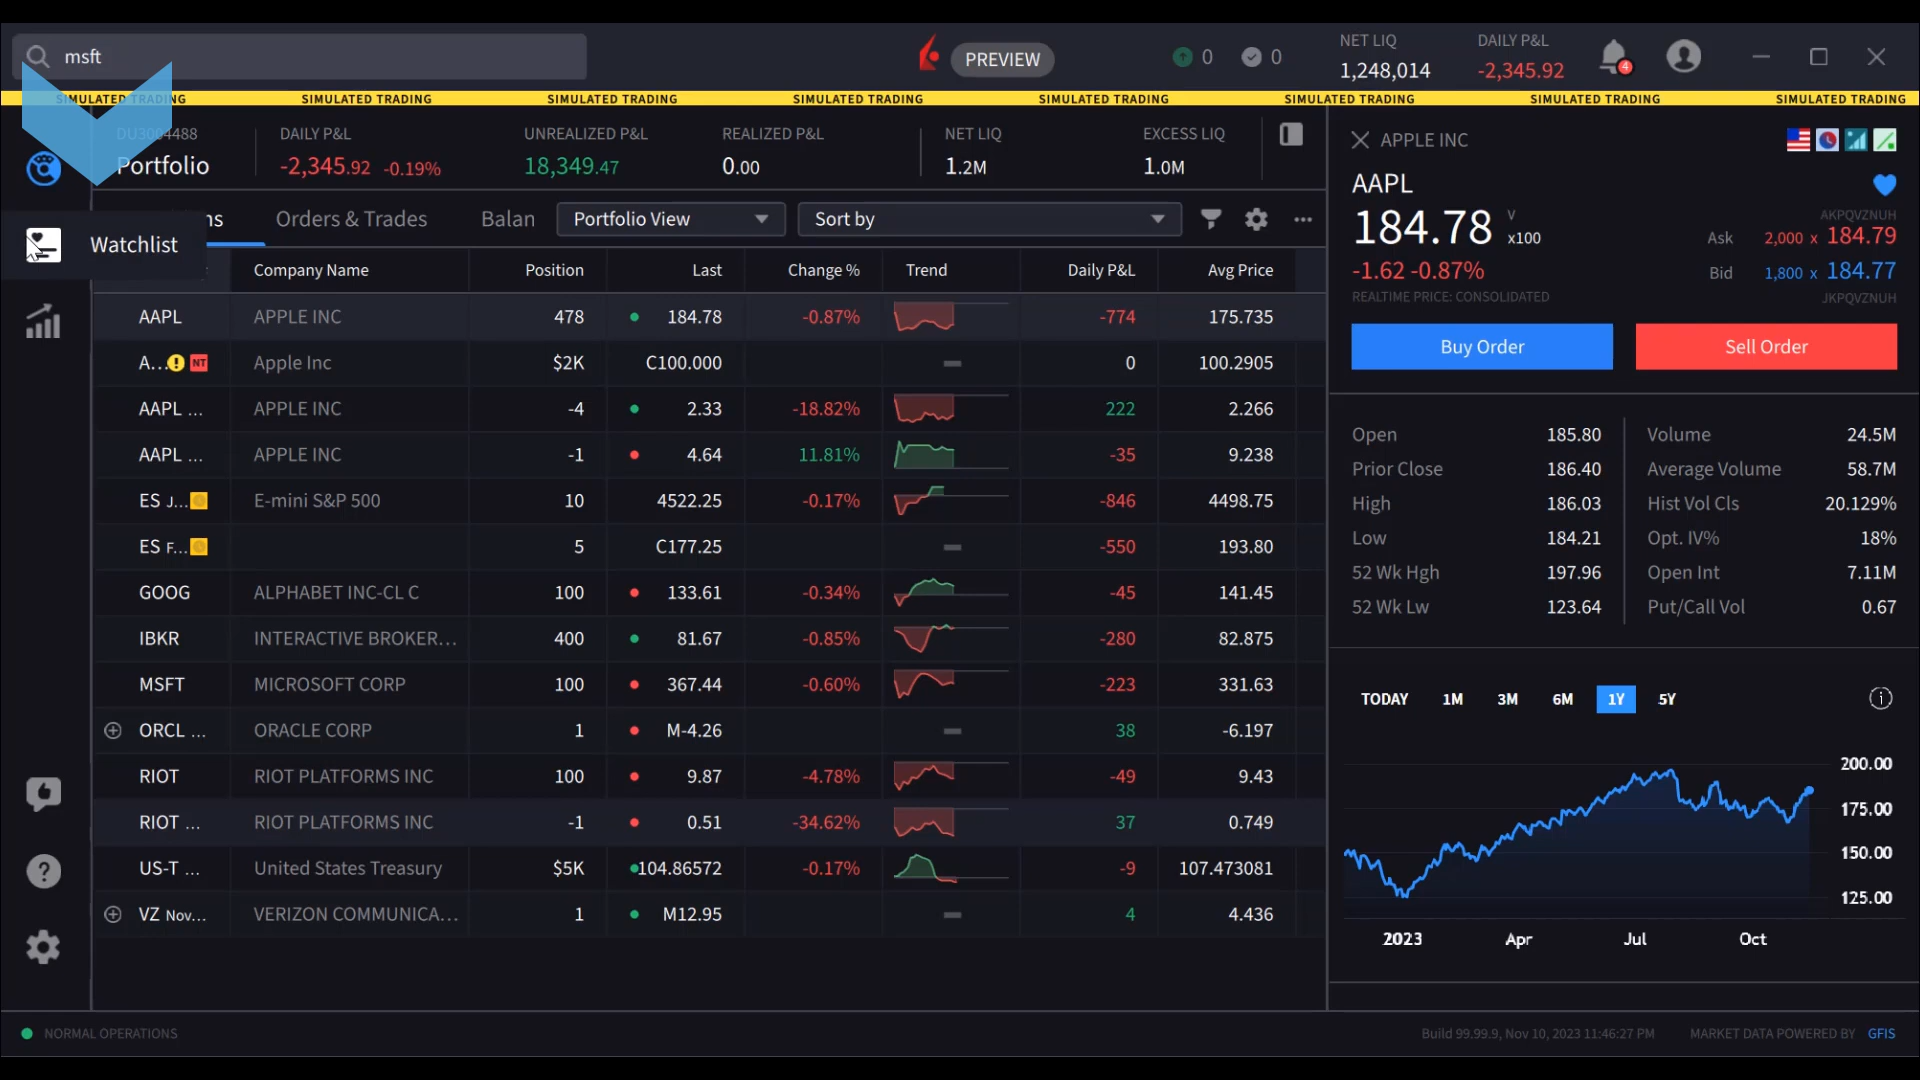 msft
PREVIEW
0
0
NET LIQ
1,248,014
DAILY P&L
-2,345.92
4
SIMULATED TRADING SIMULATED TRADING SIMULATED TRADING SIMULATED TRADING SIMULATED TRADING SIMULATED TRADING SIMULATED TRADING SIMULATED TRADING
DU3004488
Portfolio
DAILY P&L
-2,345.92 -0.19%
UNREALIZED P&L
18,349.47
REALIZED P&L
0.00
NET LIQ
1.2M
EXCESS LIQ
1.0M
Orders & Trades
Balan
Portfolio View
Sort by
Watchlist
Company Name Position Last Change % Trend Daily P&L Avg Price
AAPL APPLE INC 478 184.78 -0.87% -774 175.735
A... NT Apple Inc $2K C100.000 0 100.2905
AAPL ... APPLE INC -4 2.33 -18.82% 222 2.266
AAPL ... APPLE INC -1 4.64 11.81% -35 9.238
ES J... E-mini S&P 500 10 4522.25 -0.17% -846 4498.75
ES F... 5 C177.25 -550 193.80
GOOG ALPHABET INC-CL C 100 133.61 -0.34% -45 141.45
IBKR INTERACTIVE BROKER... 400 81.67 -0.85% -280 82.875
MSFT MICROSOFT CORP 100 367.44 -0.60% -223 331.63
ORCL ... ORACLE CORP 1 M-4.26 38 -6.197
RIOT RIOT PLATFORMS INC 100 9.87 -4.78% -49 9.43
RIOT ... RIOT PLATFORMS INC -1 0.51 -34.62% 37 0.749
US-T ... United States Treasury $5K 104.86572 -0.17% -9 107.473081
VZ Nov... VERIZON COMMUNICA... 1 M12.95 4 4.436
APPLE INC
AAPL
184.78
V
x100
-1.62 -0.87%
REALTIME PRICE: CONSOLIDATED
AKPQVZNUH
Ask 2,000 x 184.79
Bid 1,800 x 184.77
JKPQVZNUH
Buy Order
Sell Order
Open 185.80 Volume 24.5M
Prior Close 186.40 Average Volume 58.7M
High 186.03 Hist Vol Cls 20.129%
Low 184.21 Opt. IV% 18%
52 Wk Hgh 197.96 Open Int 7.11M
52 Wk Lw 123.64 Put/Call Vol 0.67
TODAY 1M 3M 6M 1Y 5Y
200.00
175.00
150.00
125.00
2023 Apr Jul Oct
NORMAL OPERATIONS
Build 99.99.9, Nov 10, 2023 11:46:27 PM
MARKET DATA POWERED BY GFIS